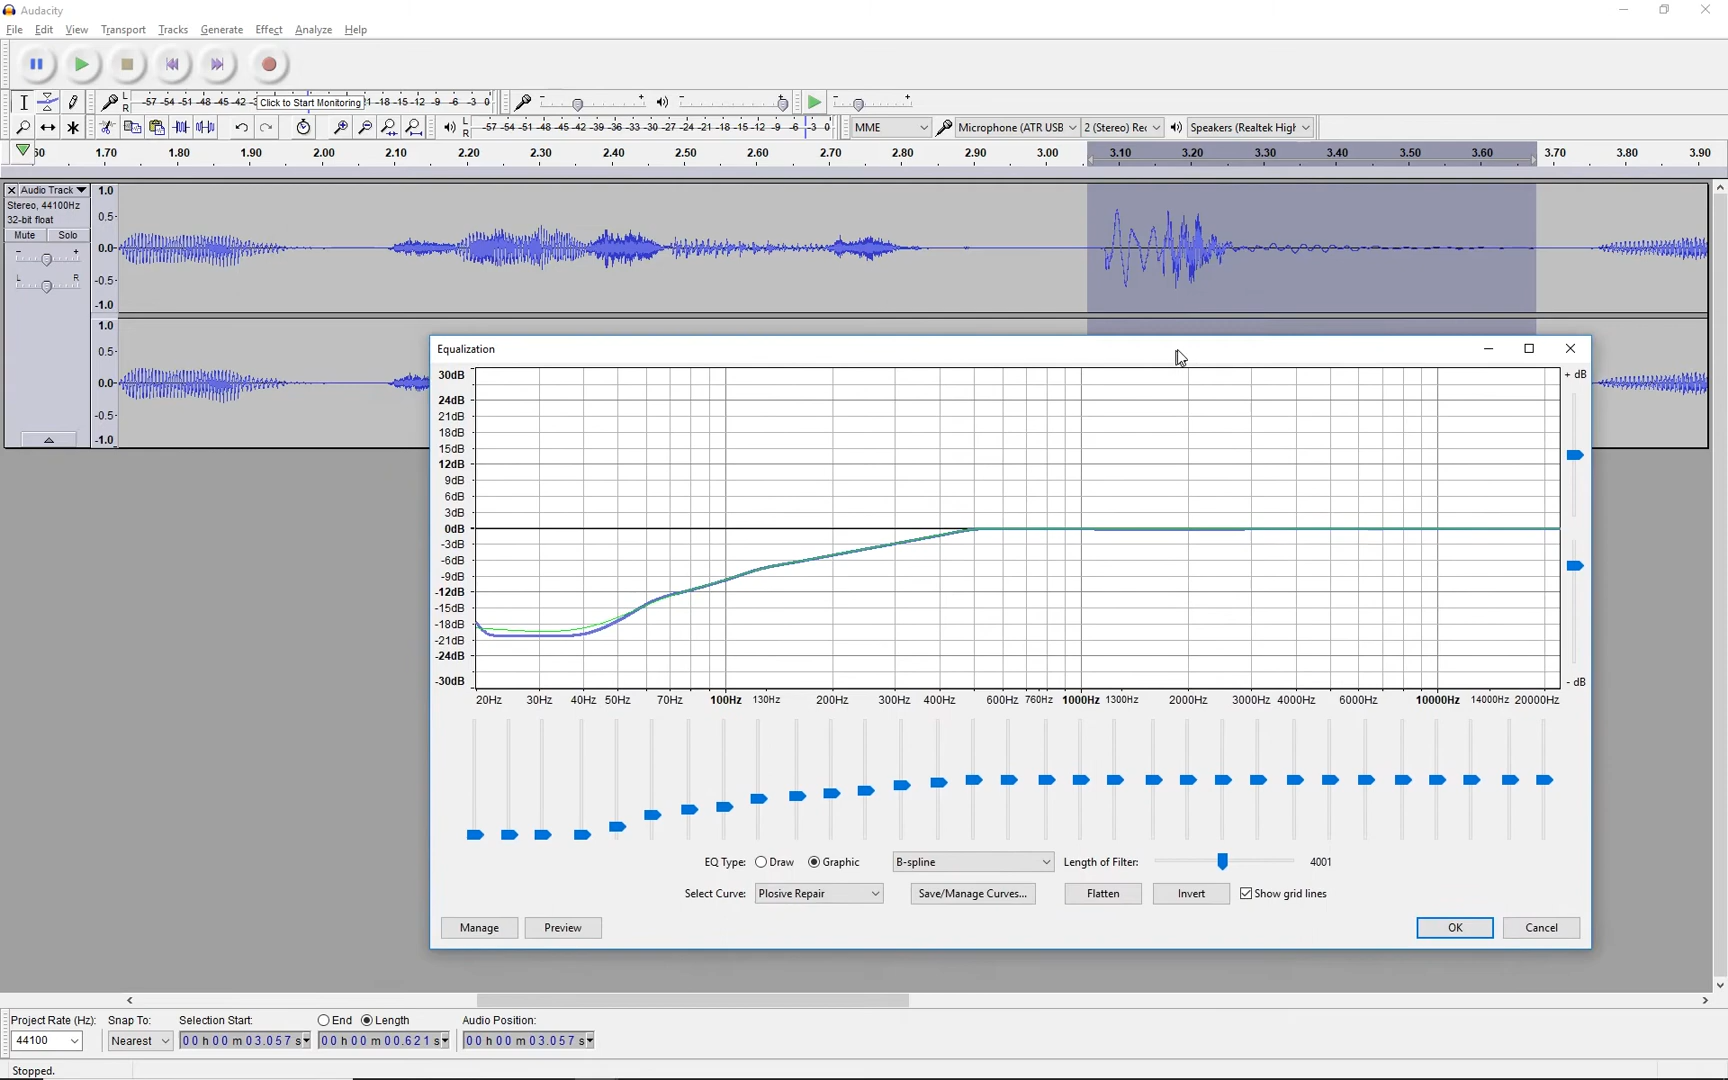 Audacity
File Edit View Transport Tracks Generate Effect Analyze Help
L
R
-57 -54 -51 -48 -45 -42 Click to Start Monitoring -18 -15 -12 -9 -6 -3 0
- + - + - +
L
R
-57 -54 -51 -48 -45 -42 -39 -36 -33 -30 -27 -24 -21 -18 -15 -12 -9 -6 -3 0
MME Microphone (ATR USB 2 (Stereo) Rec Speakers (Realtek High
1.70 1.80 1.90 2.00 2.10 2.20 2.30 2.40 2.50 2.60 2.70 2.80 2.90 3.00 3.10 3.20 3.30 3.40 3.50 3.60 3.70 3.80 3.90
Audio Track
Stereo, 44100Hz
32-bit float
Mute Solo
- +
L R
1.0
0.5
0.0
-0.5
-1.0
1.0
0.5
0.0
-0.5
-1.0
Equalization
30dB
24dB
21dB
18dB
15dB
12dB
9dB
6dB
3dB
0dB
-3dB
-6dB
-9dB
-12dB
-15dB
-18dB
-21dB
-24dB
-30dB
+ dB
- dB
20Hz 30Hz 40Hz 50Hz 70Hz 100Hz 130Hz 200Hz 300Hz 400Hz 600Hz 760Hz 1000Hz 1300Hz 2000Hz 3000Hz 4000Hz 6000Hz 10000Hz 14000Hz 20000Hz
EQ Type: Draw Graphic B-spline Length of Filter: 4001
Select Curve: Plosive Repair Save/Manage Curves... Flatten Invert Show grid lines
Manage Preview OK Cancel
Project Rate (Hz): Snap To: Selection Start: End Length Audio Position:
44100 Nearest 00 h 00 m 03.057 s 00 h 00 m 00.621 s 00 h 00 m 03.057 s
Stopped.